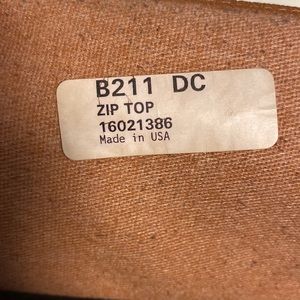 B211 DC
ZIP TOP
16021386
Made in USA